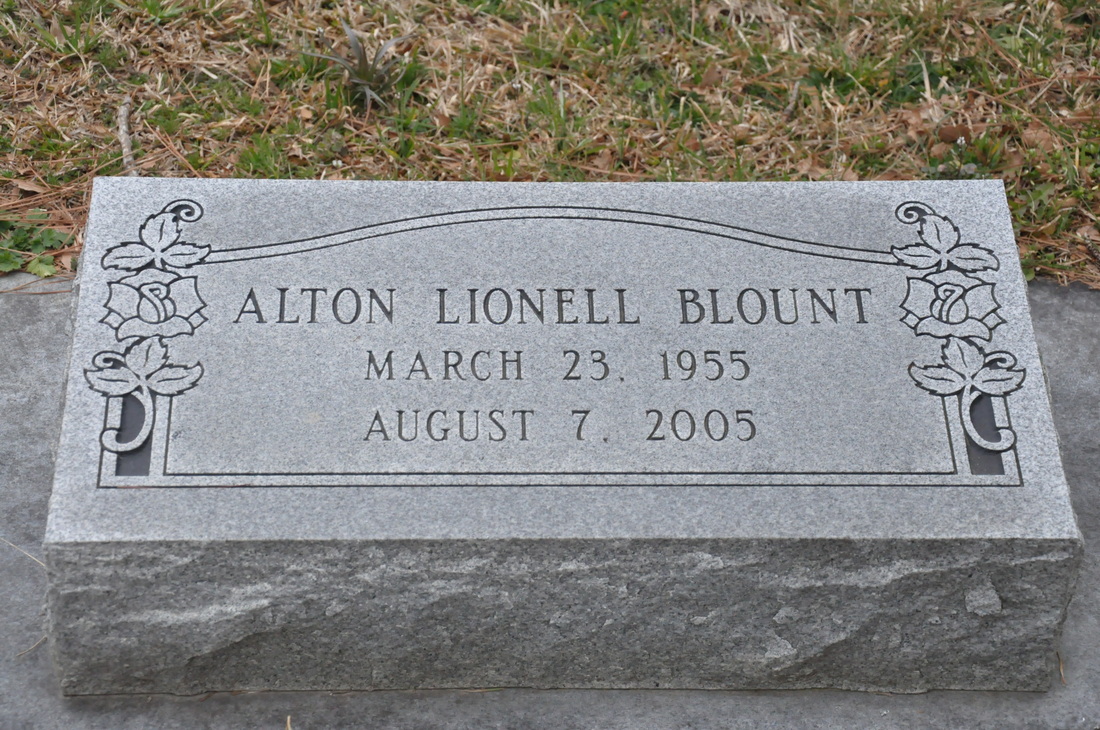 ALTON LIONELL BLOUNT
MARCH 23, 1955
AUGUST 7, 2005